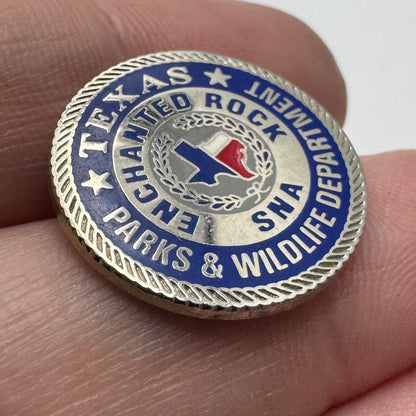 TEXAS
PARKS & WILDLIFE DEPARTMENT
ENCHANTED ROCK
SNA